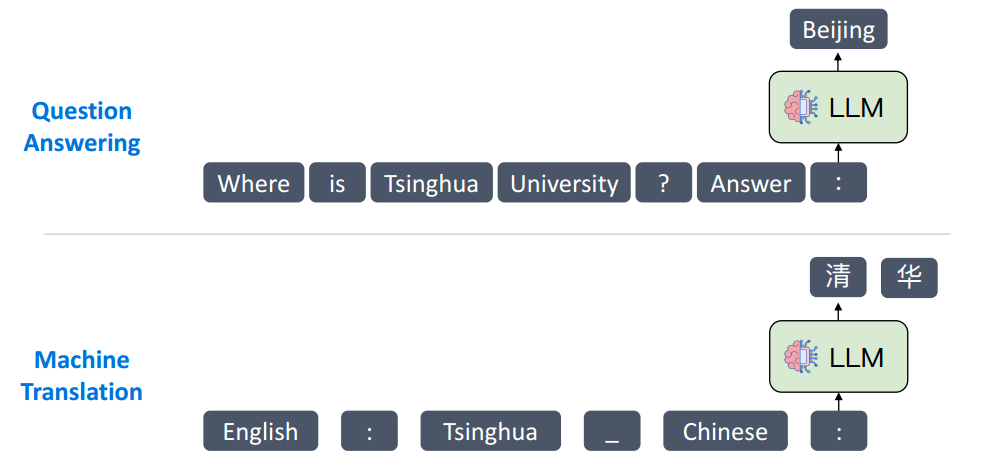 Beijing
LLM
Question
Answering
Where is Tsinghua University ? Answer :
清 华
LLM
Machine
Translation
English : Tsinghua _ Chinese :